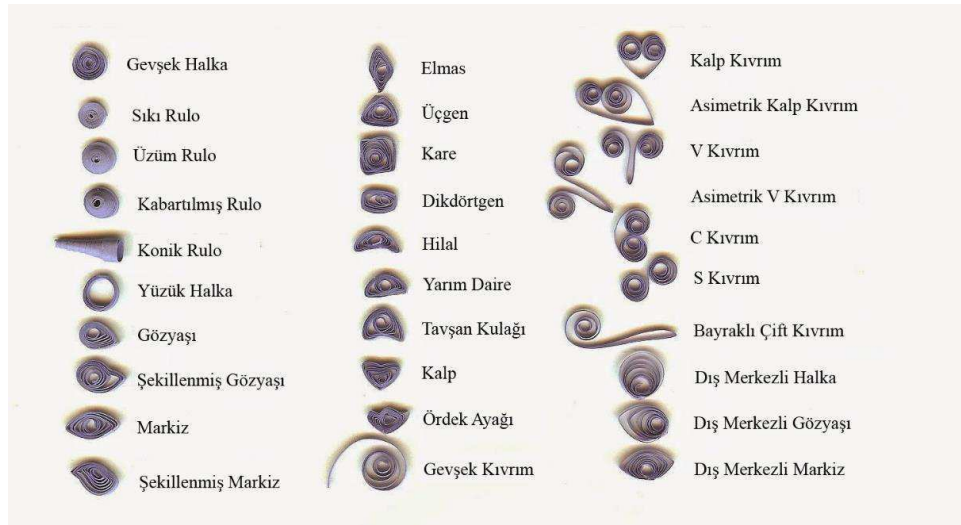 Gevşek Halka
Sıkı Rulo
Üzüm Rulo
Kabartılmış Rulo
Konik Rulo
Yüzük Halka
Gözyaşı
Şekillenmiş Gözyaşı
Markiz
Şekillenmiş Markiz
Elmas
Üçgen
Kare
Dikdörtgen
Hilal
Yarım Daire
Tavşan Kulağı
Kalp
Ördek Ayağı
Gevşek Kıvrım
Kalp Kıvrım
Asimetrik Kalp Kıvrım
V Kıvrım
Asimetrik V Kıvrım
C Kıvrım
S Kıvrım
Bayraklı Çift Kıvrım
Dış Merkezli Halka
Dış Merkezli Gözyaşı
Dış Merkezli Markiz